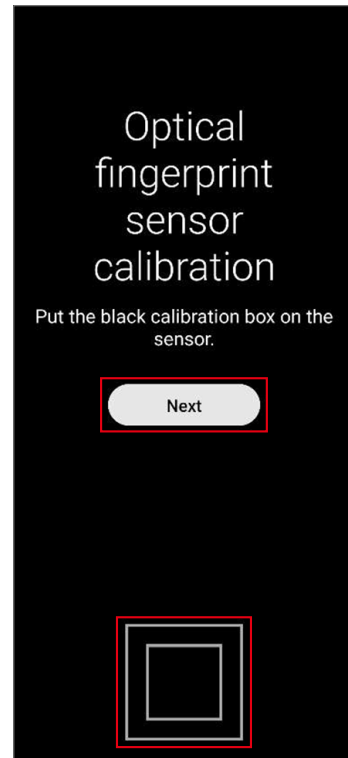 Optical
fingerprint
sensor
calibration
Put the black calibration box on the
sensor.
Next